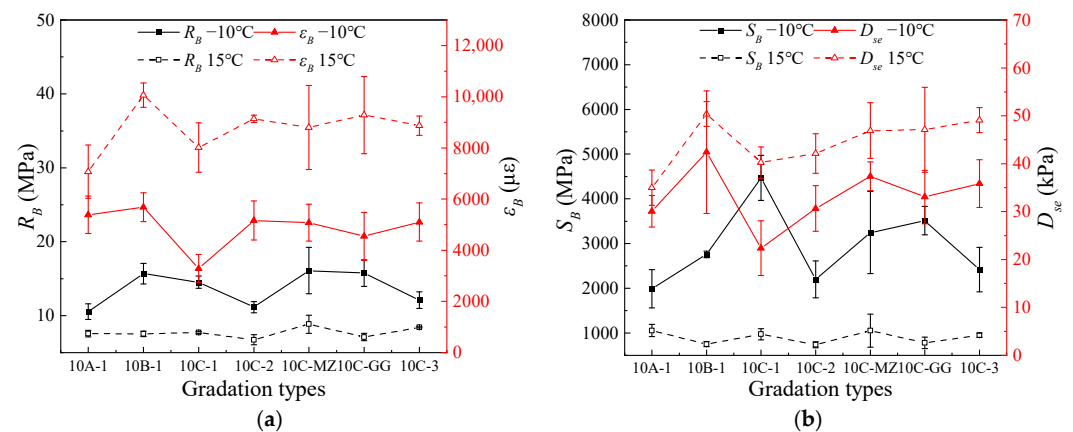 50
40
30
20
10
R_B (MPa)
R_B −10℃
ε_B −10℃
R_B 15℃
ε_B 15℃
12,000
10,000
8000
6000
4000
2000
0
ε_B (με)
10A-1 10B-1 10C-1 10C-2 10C-MZ 10C-GG 10C-3
Gradation types
(a)
8000
7000
6000
5000
4000
3000
2000
1000
S_B (MPa)
S_B −10℃
D_se −10℃
S_B 15℃
D_se 15℃
70
60
50
40
30
20
10
0
D_se (kPa)
10A-1 10B-1 10C-1 10C-2 10C-MZ 10C-GG 10C-3
Gradation types
(b)